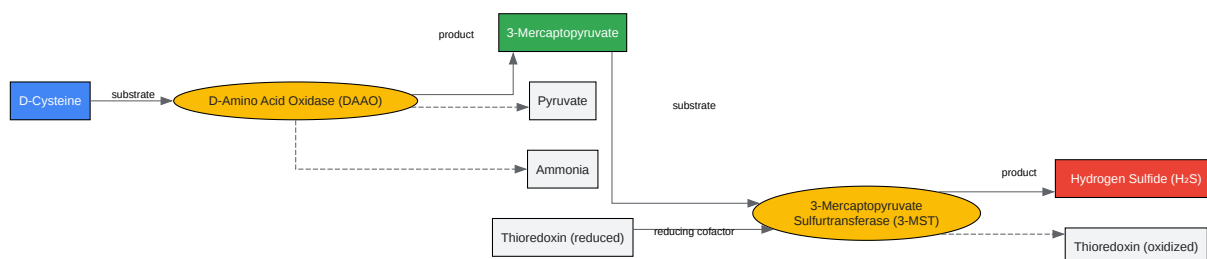 product
3-Mercaptopyruvate
D-Cysteine
substrate
D-Amino Acid Oxidase (DAAO)
Pyruvate
substrate
Ammonia
product
Hydrogen Sulfide (H₂S)
3-Mercaptopyruvate
Sulfurtransferase (3-MST)
Thioredoxin (reduced)
reducing cofactor
Thioredoxin (oxidized)